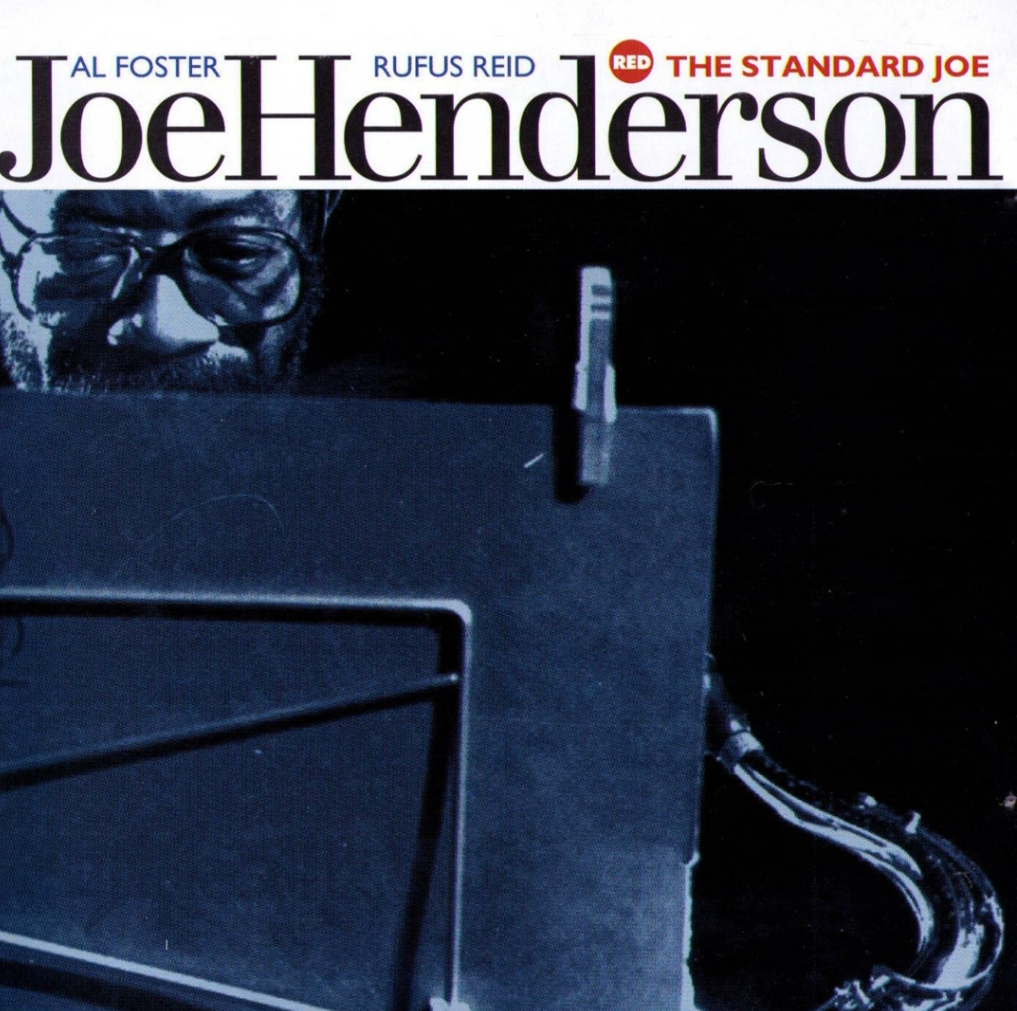 AL FOSTER RUFUS REID RED THE STANDARD JOE
JoeHenderson